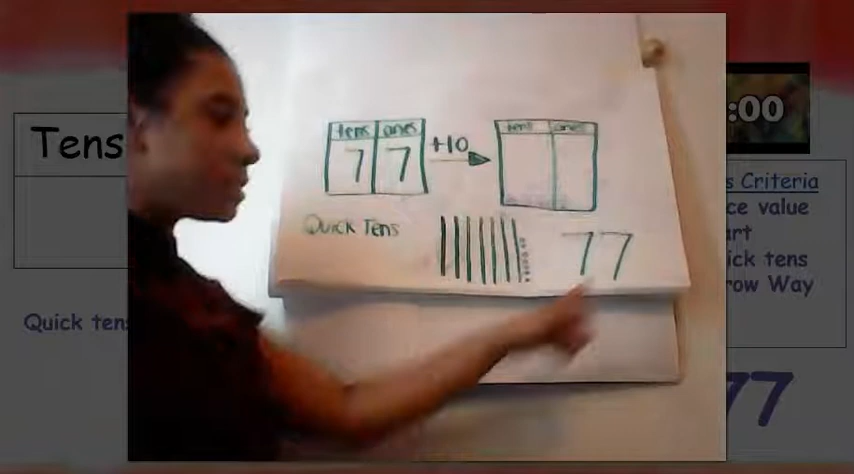 Tens
:00
tens ones
7 7
+10
tens ones
Quick Tens
77
s Criteria
ce value
art
ick tens
row Way
Quick tens
77